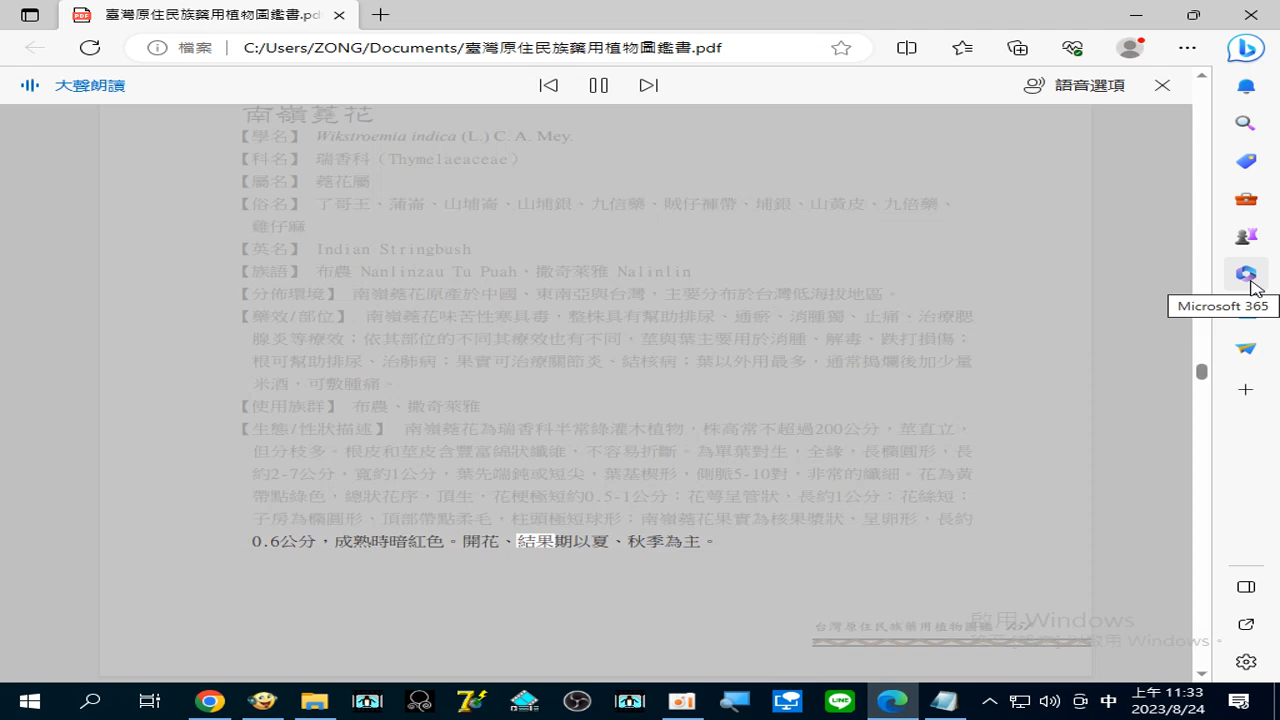 臺灣原住民族藥用植物圖鑑書.pdf
檔案
C:/Users/ZONG/Documents/臺灣原住民族藥用植物圖鑑書.pdf
大聲朗讀
語音選項
南嶺蕘花
【學名】 Wikstroemia indica (L.) C. A. Mey.
【科名】 瑞香科（Thymelaeaceae）
【屬名】 蕘花屬
【俗名】 了哥王、蒲崙、山埔崙、山埔銀、九信藥、賊仔褲帶、埔銀、山黃皮、九倍藥、
雞仔麻
【英名】 Indian Stringbush
【族語】 布農 Nanlinzau Tu Puah、撒奇萊雅 Nalinlin
【分佈環境】 南嶺蕘花原產於中國、東南亞與台灣，主要分布於台灣低海拔地區。
【藥效/部位】 南嶺蕘花味苦性寒具毒，整株具有幫助排尿、通瘀、消腫獨、止痛、治療腮
腺炎等療效；依其部位的不同其療效也有不同，莖與葉主要用於消腫、解毒、跌打損傷；
根可幫助排尿、治肺病；果實可治療關節炎、結核病；葉以外用最多，通常搗爛後加少量
米酒，可敷腫痛。
【使用族群】 布農、撒奇萊雅
【生態/性狀描述】 南嶺蕘花為瑞香科半常綠灌木植物，株高常不超過200公分，莖直立，
但分枝多。根皮和莖皮含豐富綿狀纖維，不容易折斷。為單葉對生，全緣，長橢圓形，長
約2-7公分，寬約1公分，葉先端鈍或短尖，葉基楔形，側脈5-10對，非常的纖細。花為黃
帶點綠色，總狀花序，頂生，花梗極短約0.5-1公分；花萼呈管狀、長約1公分；花絲短；
子房為橢圓形，頂部帶點柔毛，柱頭極短球形；南嶺蕘花果實為核果漿狀、呈卵形，長約
0.6公分，成熟時暗紅色。開花、結果期以夏、秋季為主。
Microsoft 365
台灣原住民族藥用植物圖鑑
啟用 Windows
啟用 Windows。
中
上午 11:33
2023/8/24
LINE